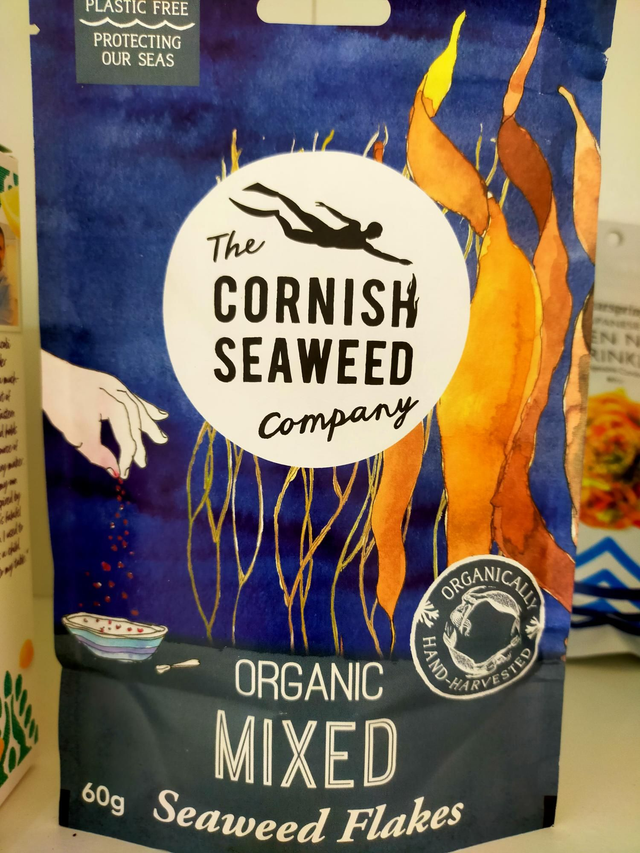 PLASTIC FREE
PROTECTING
OUR SEAS
The
CORNISH
SEAWEED
Company
ORGANICALLY
HAND-HARVESTED
ORGANIC
MIXED
60g
Seaweed Flakes